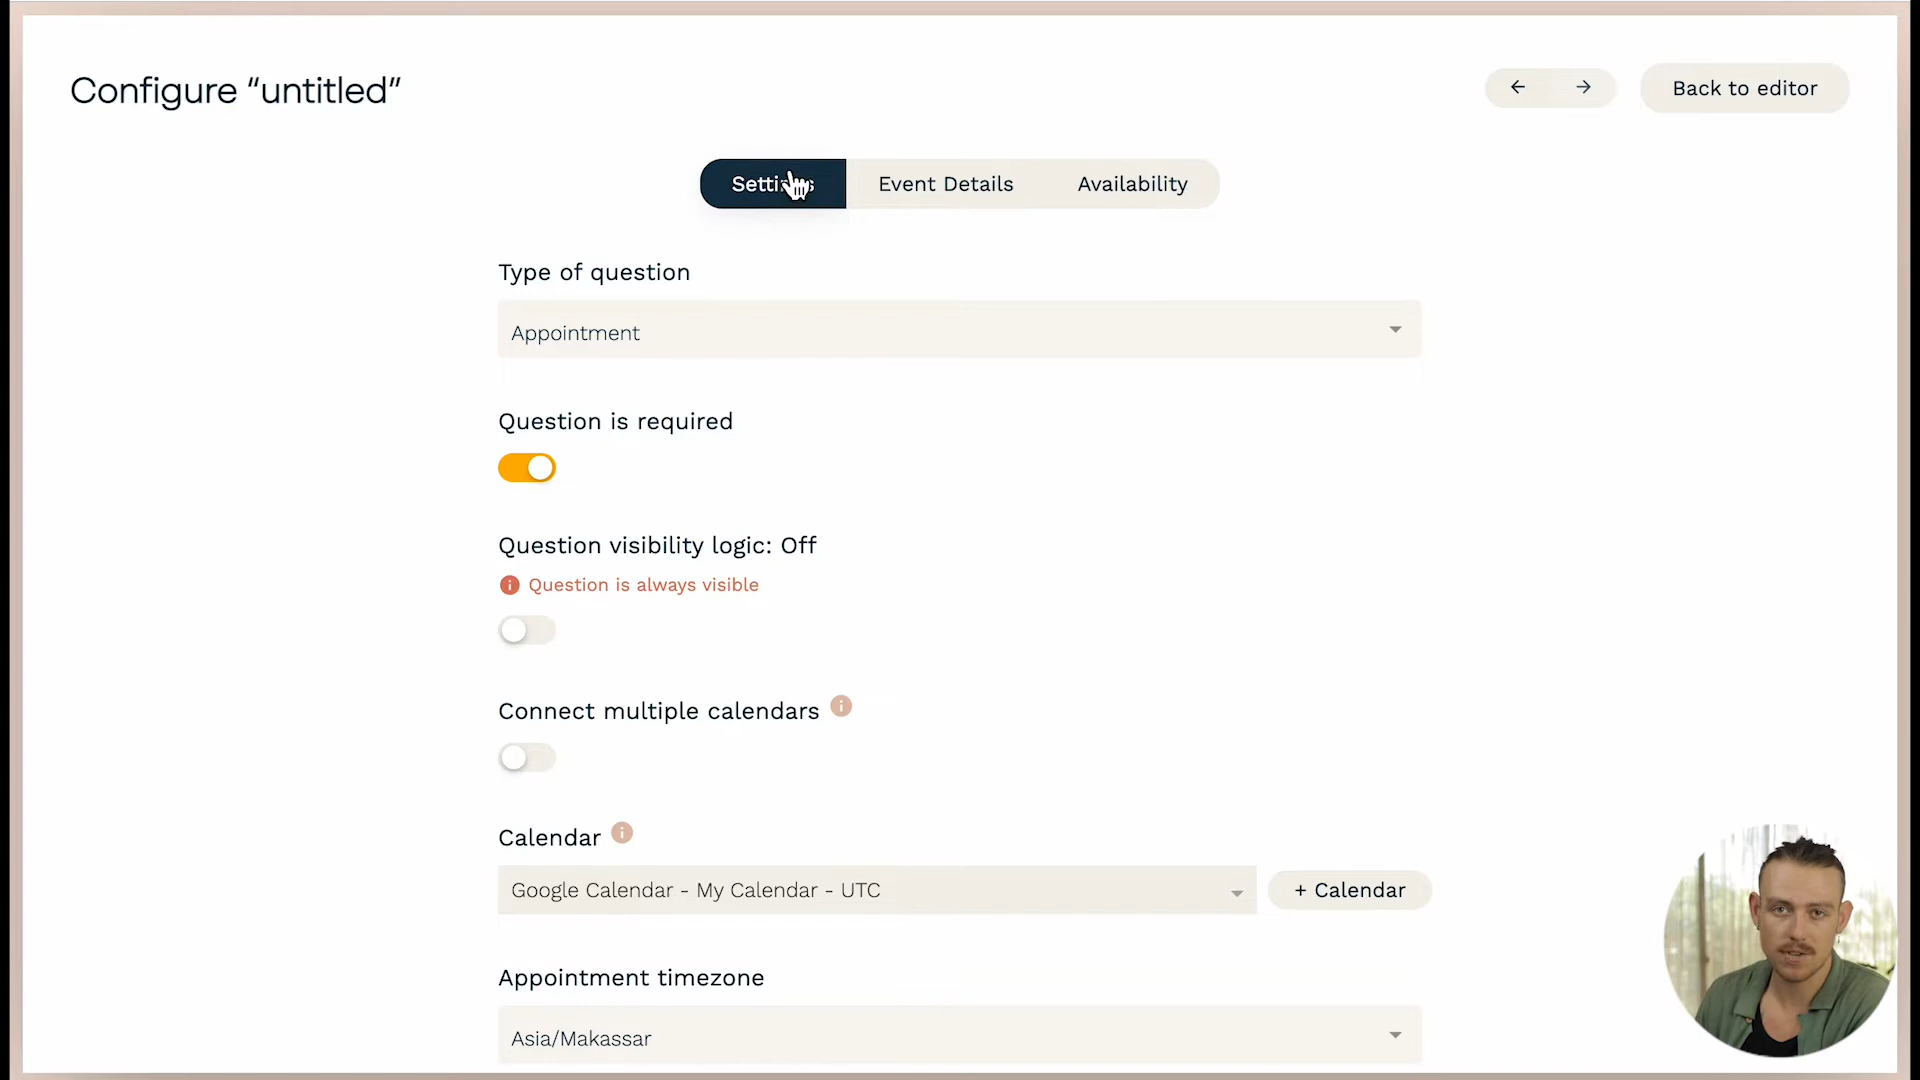 Configure “untitled”
Back to editor
Settings
Event Details
Availability
Type of question
Appointment
Question is required
Question visibility logic: Off
Question is always visible
Connect multiple calendars
Calendar
Google Calendar - My Calendar - UTC
+ Calendar
Appointment timezone
Asia/Makassar